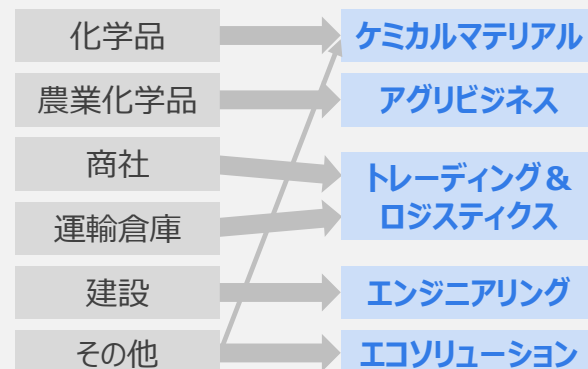 化学品
ケミカルマテリアル
農業化学品
アグリビジネス
商社
トレーディング＆
ロジスティクス
運輸倉庫
建設
エンジニアリング
その他
エコソリューション